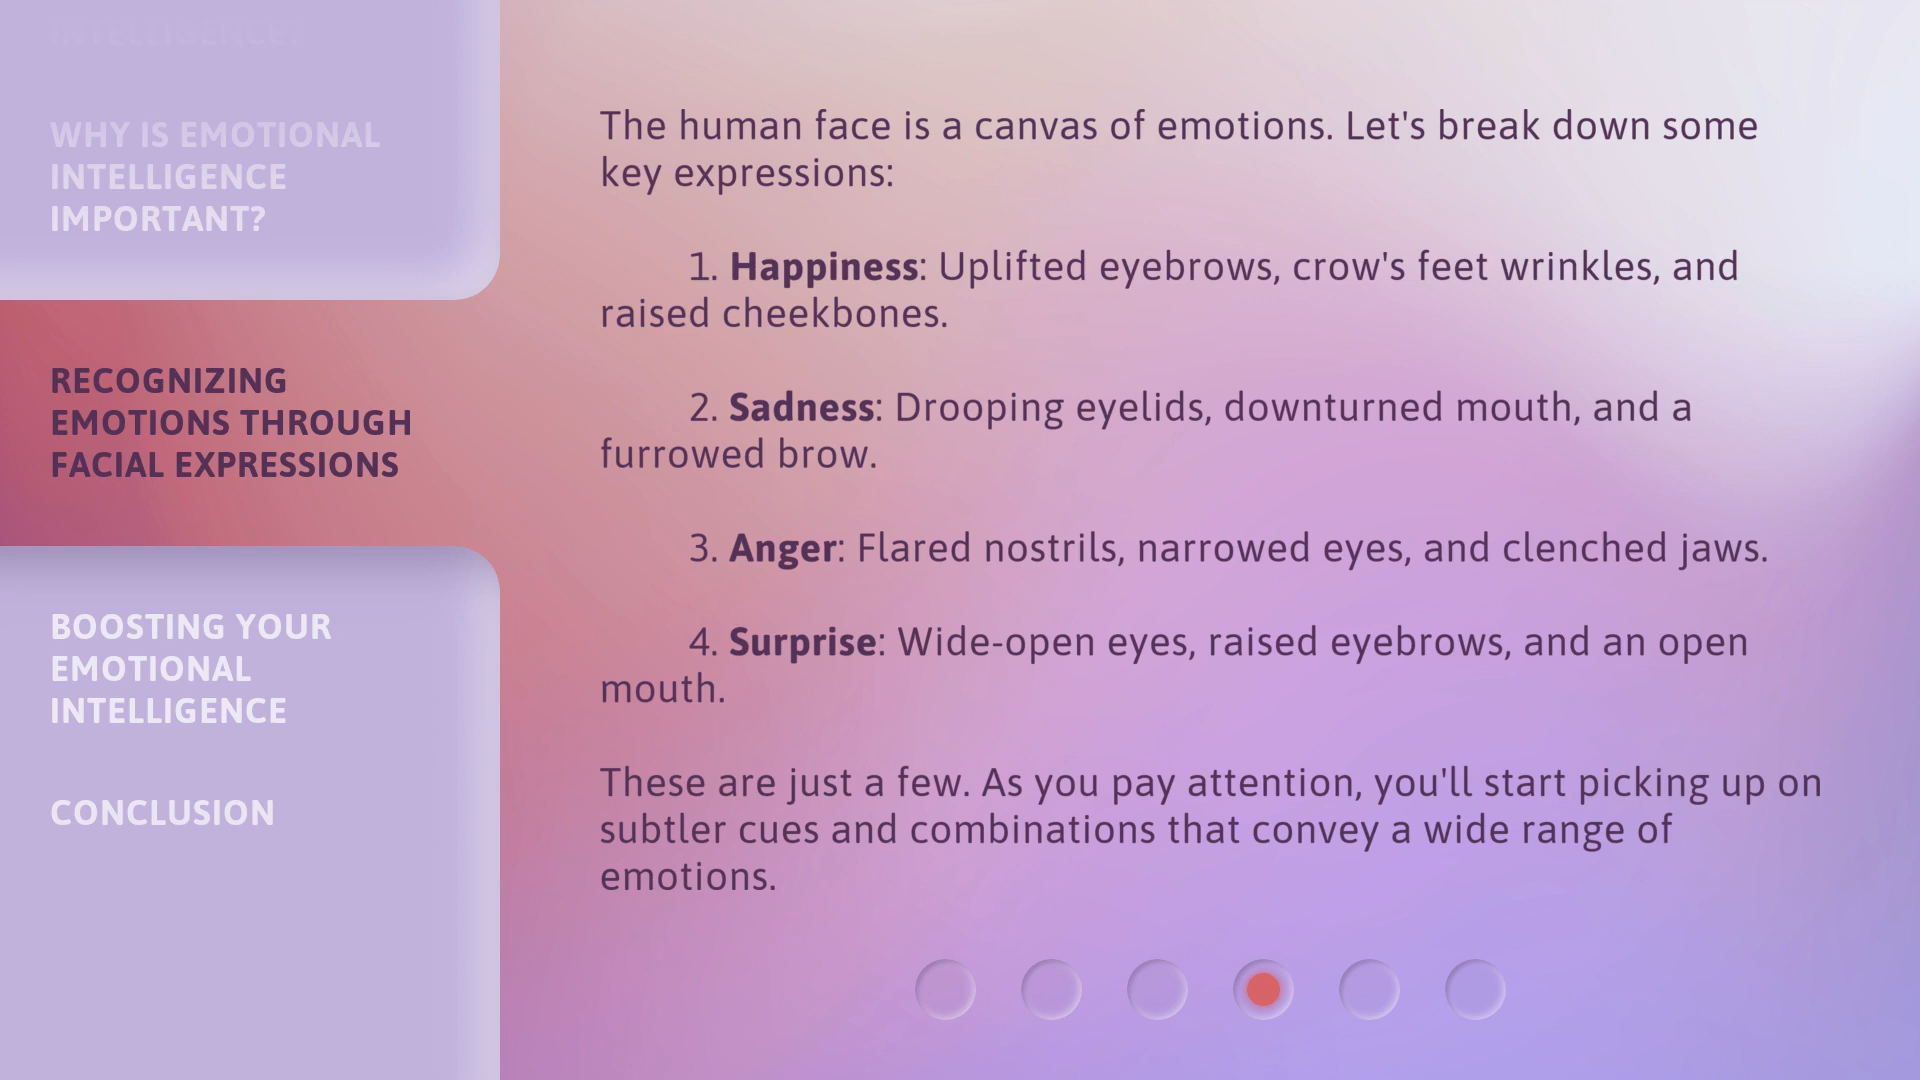 INTELLIGENCE?
WHY IS EMOTIONAL
INTELLIGENCE
IMPORTANT?
RECOGNIZING
EMOTIONS THROUGH
FACIAL EXPRESSIONS
BOOSTING YOUR
EMOTIONAL
INTELLIGENCE
CONCLUSION
The human face is a canvas of emotions. Let's break down some
key expressions:
1. Happiness: Uplifted eyebrows, crow's feet wrinkles, and
raised cheekbones.
2. Sadness: Drooping eyelids, downturned mouth, and a
furrowed brow.
3. Anger: Flared nostrils, narrowed eyes, and clenched jaws.
4. Surprise: Wide-open eyes, raised eyebrows, and an open
mouth.
These are just a few. As you pay attention, you'll start picking up on
subtler cues and combinations that convey a wide range of
emotions.